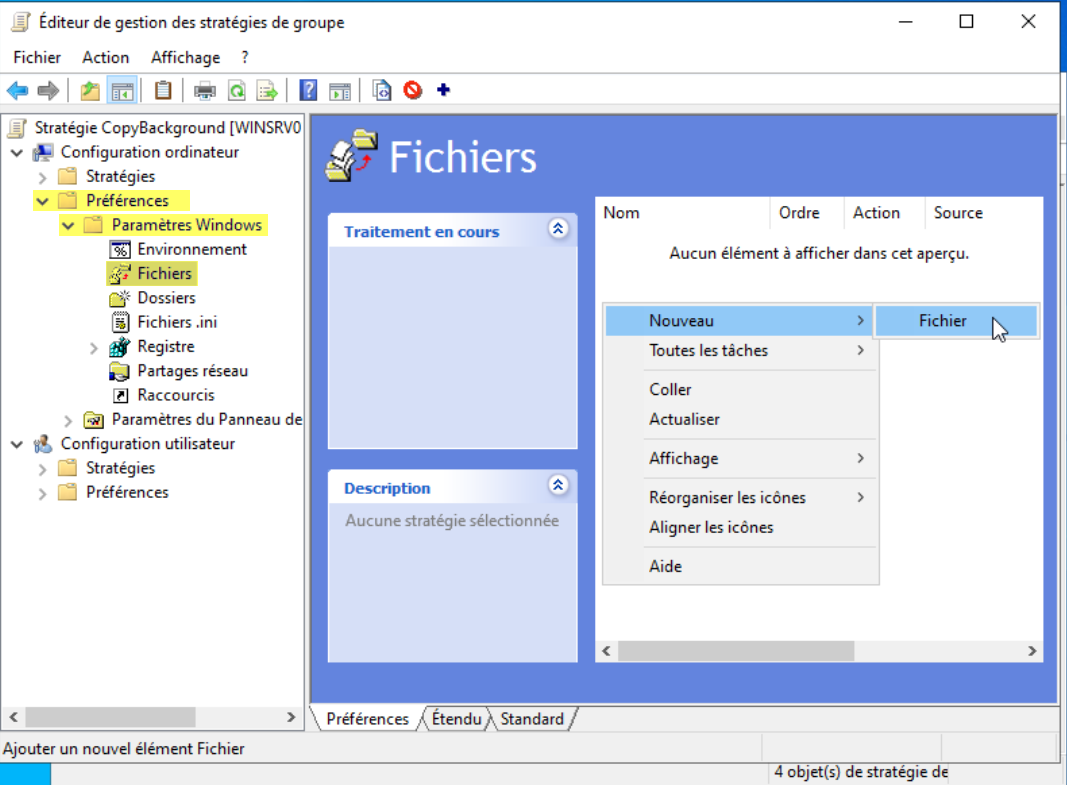 Éditeur de gestion des stratégies de groupe
Fichier Action Affichage ?
Stratégie CopyBackground [WINSRV0
Configuration ordinateur
Stratégies
Préférences
Paramètres Windows
Environnement
Fichiers
Dossiers
Fichiers .ini
Registre
Partages réseau
Raccourcis
Paramètres du Panneau de
Configuration utilisateur
Stratégies
Préférences
Fichiers
Traitement en cours
Description
Aucune stratégie sélectionnée
Nom Ordre Action Source
Aucun élément à afficher dans cet aperçu.
Nouveau
Fichier
Toutes les tâches
Coller
Actualiser
Affichage
Réorganiser les icônes
Aligner les icônes
Aide
Préférences Étendu Standard
Ajouter un nouvel élément Fichier
4 objet(s) de stratégie de